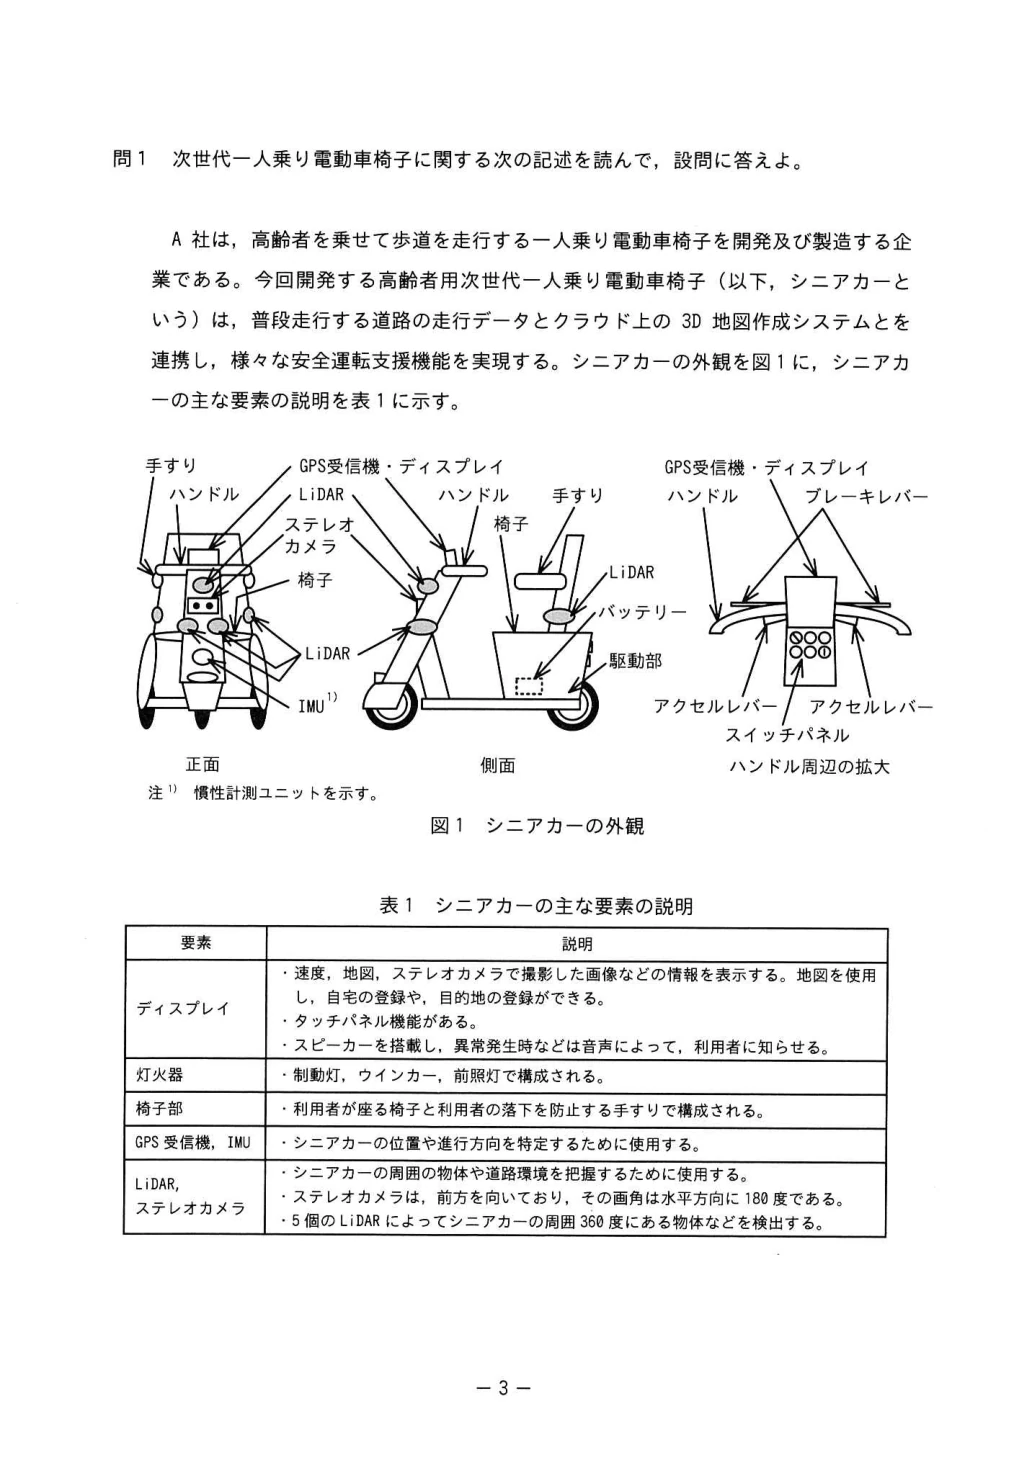 問1　次世代一人乗り電動車椅子に関する次の記述を読んで，設問に答えよ。
A 社は，高齢者を乗せて歩道を走行する一人乗り電動車椅子を開発及び製造する企
業である。今回開発する高齢者用次世代一人乗り電動車椅子（以下，シニアカーと
いう）は，普段走行する道路の走行データとクラウド上の 3D 地図作成システムとを
連携し，様々な安全運転支援機能を実現する。シニアカーの外観を図1に，シニアカ
ーの主な要素の説明を表1に示す。
手すり
ハンドル
GPS受信機・ディスプレイ
LiDAR
ステレオ
カメラ
椅子
LiDAR
IMU1)
正面
ハンドル
椅子
手すり
LiDAR
バッテリー
駆動部
側面
GPS受信機・ディスプレイ
ハンドル
ブレーキレバー
アクセルレバー
アクセルレバー
スイッチパネル
ハンドル周辺の拡大
注1)　慣性計測ユニットを示す。
図1　シニアカーの外観
表1　シニアカーの主な要素の説明
要素
説明
ディスプレイ
・速度，地図，ステレオカメラで撮影した画像などの情報を表示する。地図を使用
し，自宅の登録や，目的地の登録ができる。
・タッチパネル機能がある。
・スピーカーを搭載し，異常発生時などは音声によって，利用者に知らせる。
灯火器
・制動灯，ウインカー，前照灯で構成される。
椅子部
・利用者が座る椅子と利用者の落下を防止する手すりで構成される。
GPS 受信機，IMU
・シニアカーの位置や進行方向を特定するために使用する。
LiDAR，
ステレオカメラ
・シニアカーの周囲の物体や道路環境を把握するために使用する。
・ステレオカメラは，前方を向いており，その画角は水平方向に 180 度である。
・5 個の LiDAR によってシニアカーの周囲 360 度にある物体などを検出する。
－ 3 －